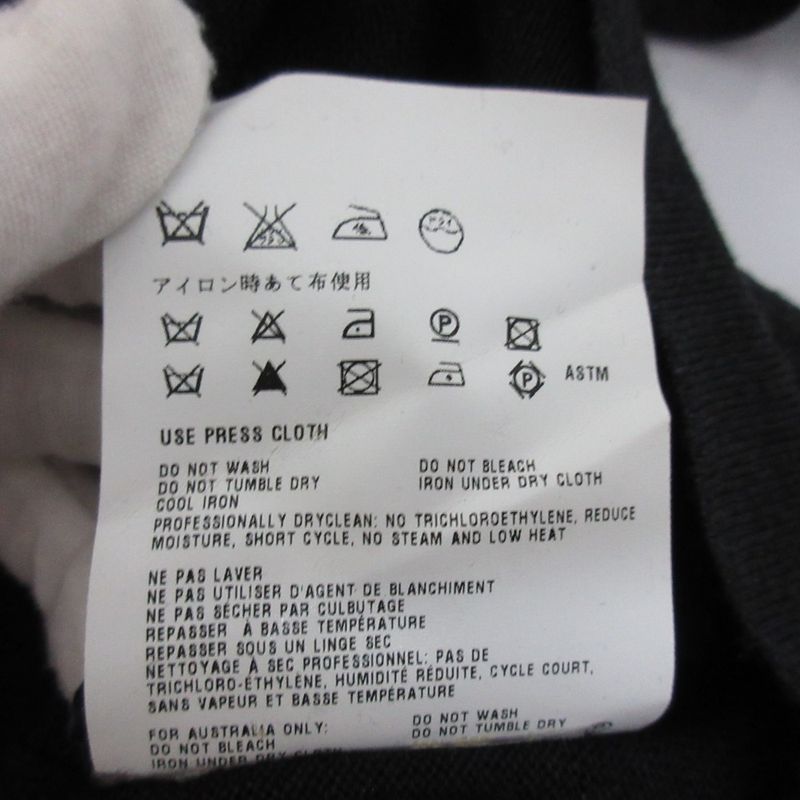 アイロン時あて布使用
P
P ASTM
USE PRESS CLOTH
DO NOT WASH
DO NOT BLEACH
DO NOT TUMBLE DRY
IRON UNDER DRY CLOTH
COOL IRON
PROFESSIONALLY DRYCLEAN: NO TRICHLOROETHYLENE, REDUCE
MOISTURE, SHORT CYCLE, NO STEAM AND LOW HEAT
NE PAS LAVER
NE PAS UTILISER D'AGENT DE BLANCHIMENT
NE PAS SÉCHER PAR CULBUTAGE
REPASSER À BASSE TEMPÉRATURE
REPASSER SOUS UN LINGE SEC
NETTOYAGE À SEC PROFESSIONNEL: PAS DE
TRICHLORO-ÉTHYLÈNE, HUMIDITÉ RÉDUITE, CYCLE COURT,
SANS VAPEUR ET BASSE TEMPÉRATURE
FOR AUSTRALIA ONLY:
DO NOT WASH
DO NOT BLEACH
DO NOT TUMBLE DRY
IRON UNDER DRY CLOTH